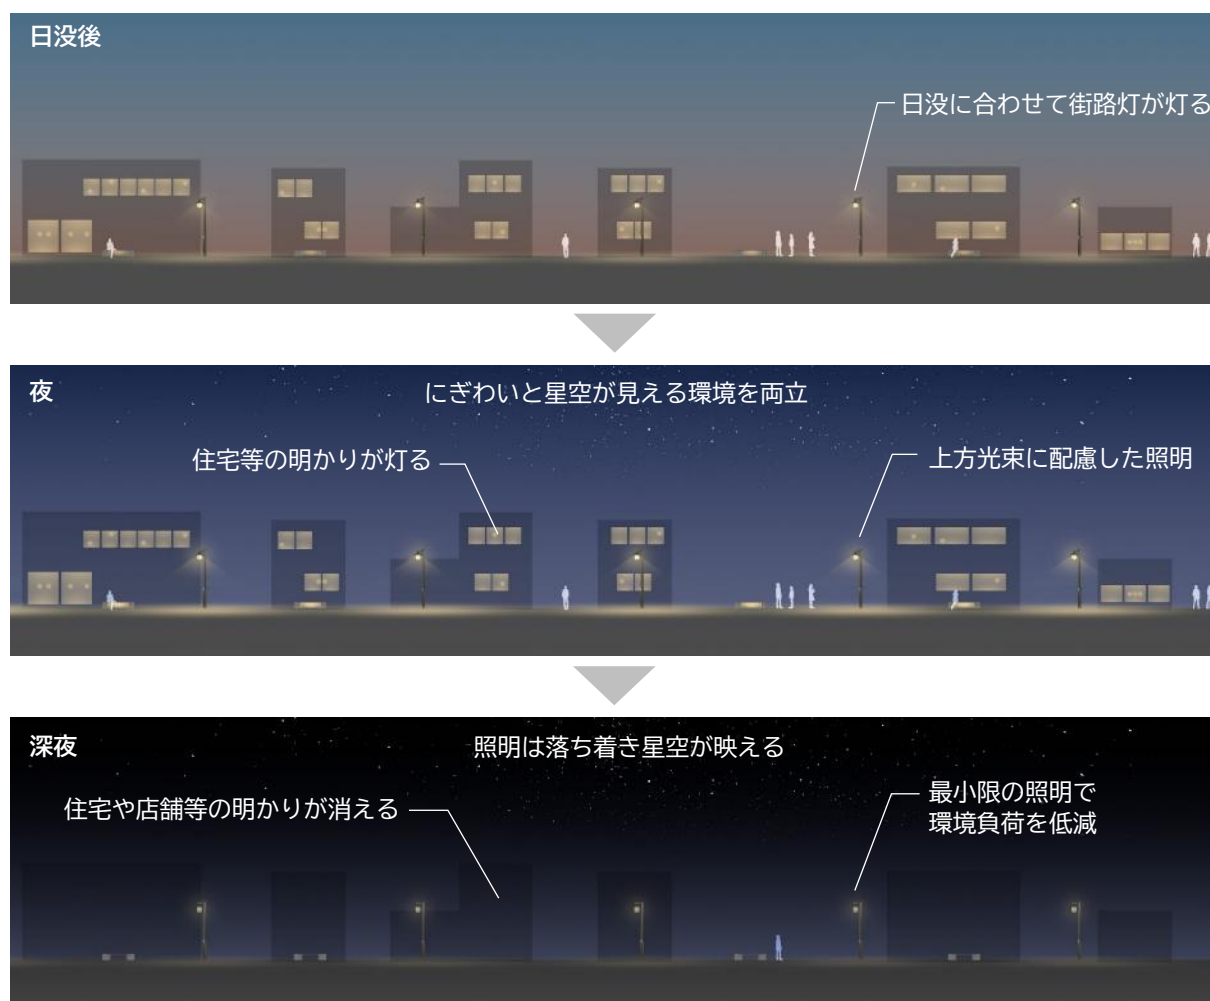 日没後
日没に合わせて街路灯が灯る
夜
にぎわいと星空が見える環境を両立
住宅等の明かりが灯る
上方光束に配慮した照明
深夜
照明は落ち着き星空が映える
住宅や店舗等の明かりが消える
最小限の照明で
環境負荷を低減